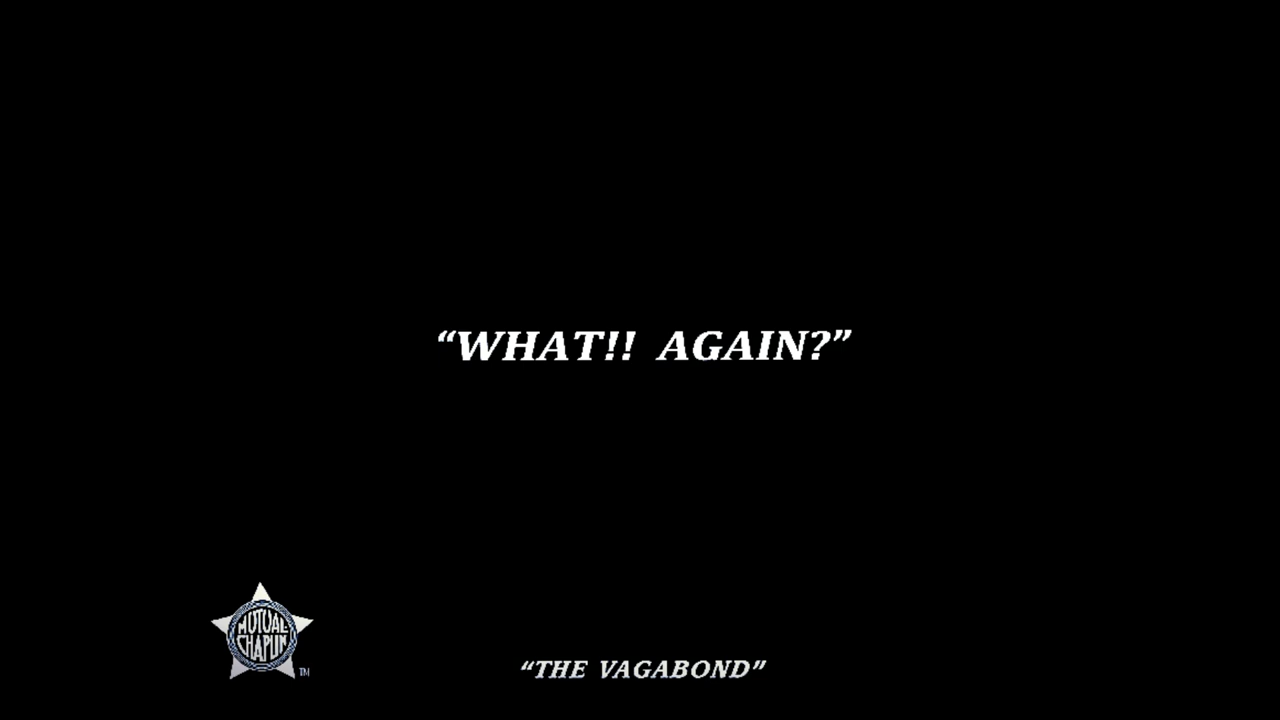 “WHAT!! AGAIN?”
MUTUAL-
CHAPLIN
TM
“THE VAGABOND”